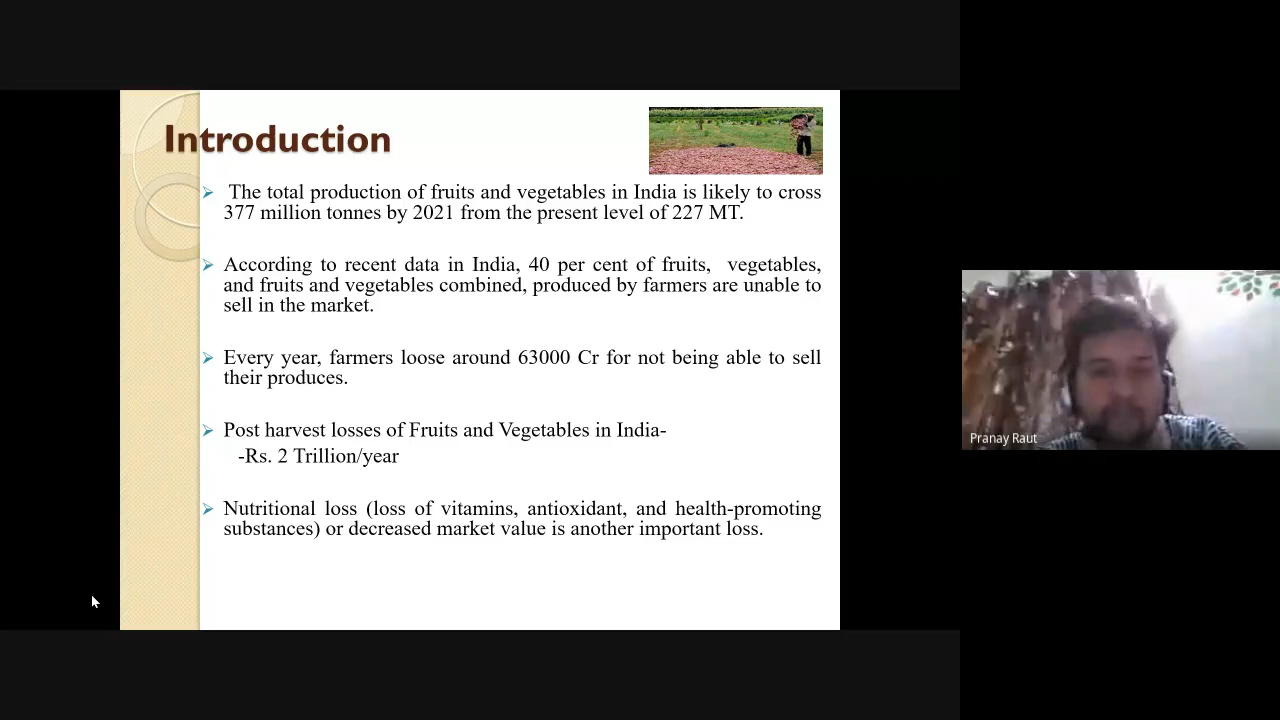 Introduction
The total production of fruits and vegetables in India is likely to cross
377 million tonnes by 2021 from the present level of 227 MT.
According to recent data in India, 40 per cent of fruits, vegetables,
and fruits and vegetables combined, produced by farmers are unable to
sell in the market.
Every year, farmers loose around 63000 Cr for not being able to sell
their produces.
Post harvest losses of Fruits and Vegetables in India-
-Rs. 2 Trillion/year
Nutritional loss (loss of vitamins, antioxidant, and health-promoting
substances) or decreased market value is another important loss.
Pranay Raut